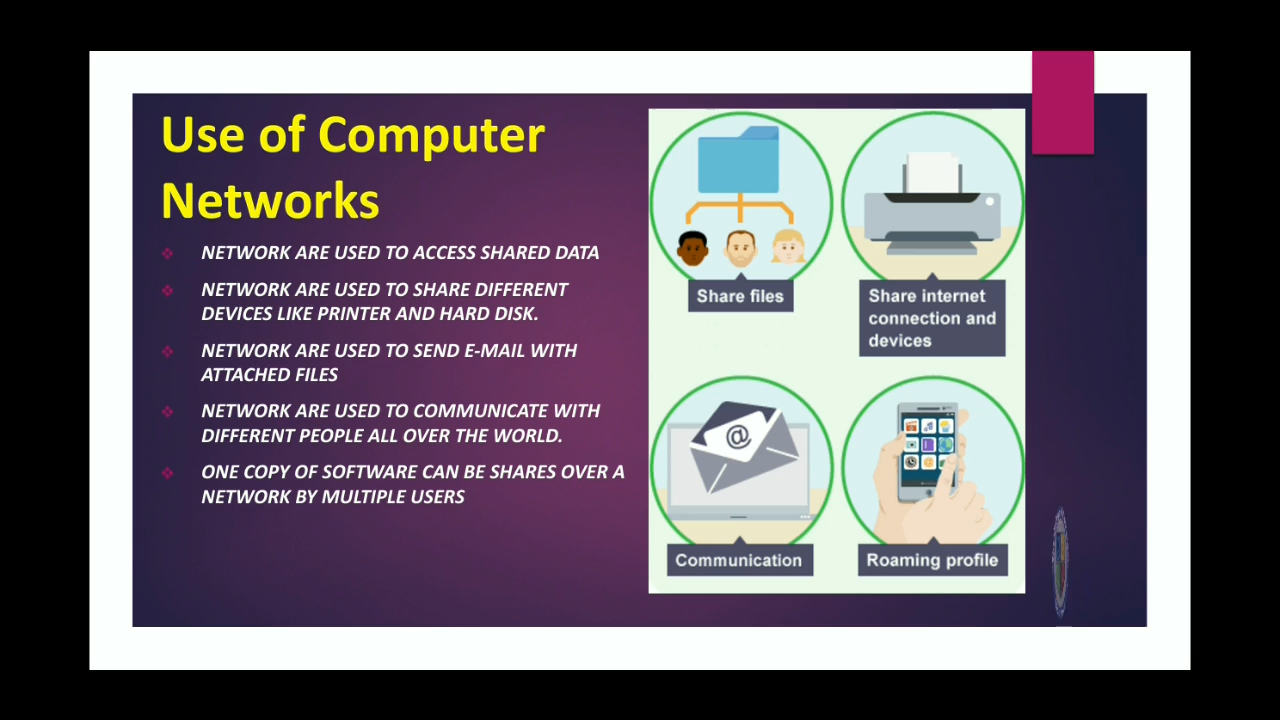 Use of Computer
Networks
NETWORK ARE USED TO ACCESS SHARED DATA
NETWORK ARE USED TO SHARE DIFFERENT
DEVICES LIKE PRINTER AND HARD DISK.
NETWORK ARE USED TO SEND E-MAIL WITH
ATTACHED FILES
NETWORK ARE USED TO COMMUNICATE WITH
DIFFERENT PEOPLE ALL OVER THE WORLD.
ONE COPY OF SOFTWARE CAN BE SHARES OVER A
NETWORK BY MULTIPLE USERS
Share files
Share internet
connection and
devices
@
Communication
Roaming profile